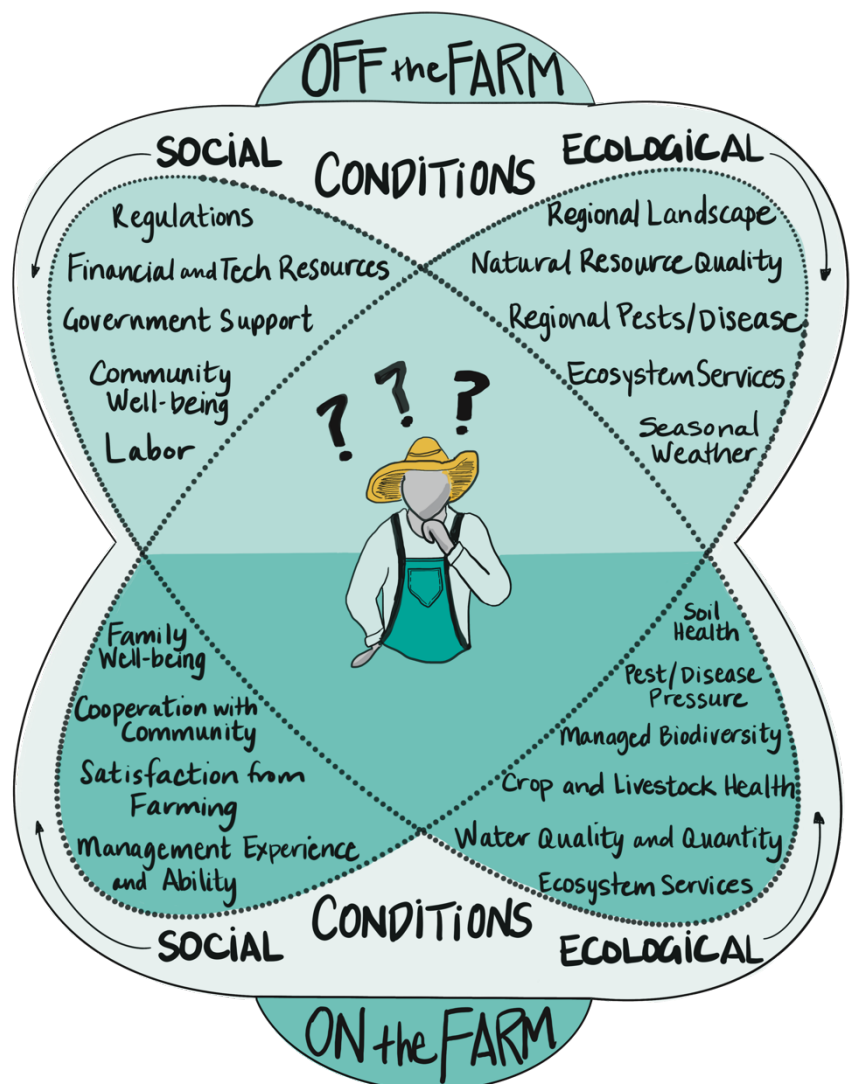 OFF the FARM
SOCIAL
CONDITIONS
ECOLOGICAL
Regulations
Financial and Tech Resources
Government Support
Community
Well-being
Labor
Regional Landscape
Natural Resource Quality
Regional Pests/Disease
Ecosystem Services
Seasonal
Weather
? ? ?
Family
Well-being
Cooperation with
Community
Satisfaction from
Farming
Management Experience
and Ability
Soil
Health
Pest/Disease
Pressure
Managed Biodiversity
Crop and Livestock Health
Water Quality and Quantity
Ecosystem Services
SOCIAL
CONDITIONS
ECOLOGICAL
ON the FARM